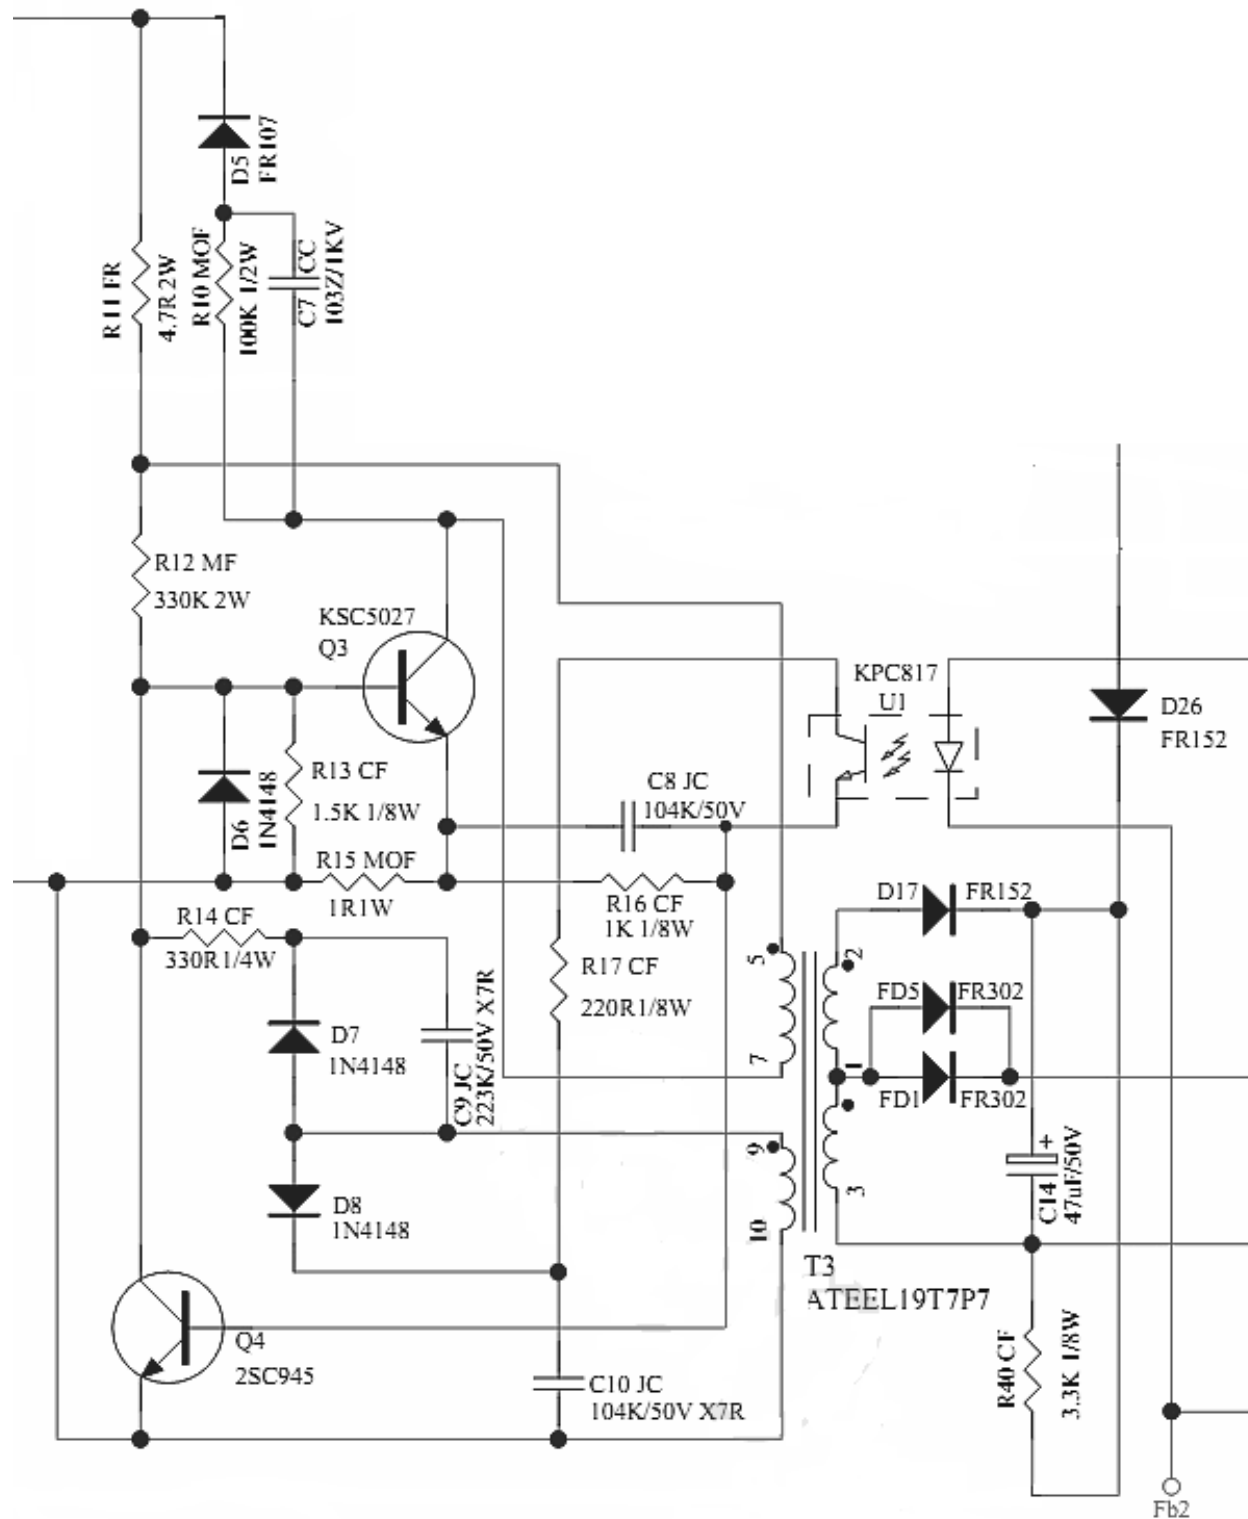 D5
FR107
R11 FR
4.7R 2W
R10 MOF
100K 1/2W
C7 CC
103Z/1KV
R12 MF
330K 2W
KSC5027
Q3
KPC817
U1
D26
FR152
D6
1N4148
R13 CF
1.5K 1/8W
C8 JC
104K/50V
R15 MOF
1R1W
R16 CF
1K 1/8W
R14 CF
330R1/4W
D17
FR152
R17 CF
220R1/8W
5
2
FD5
FR302
D7
1N4148
C9 JC
223K/50V X7R
7
1
FD1
FR302
9
3
+
C14
47uF/50V
D8
1N4148
10
T3
ATEEL19T7P7
Q4
2SC945
C10 JC
104K/50V X7R
R40 CF
3.3K 1/8W
Fb2